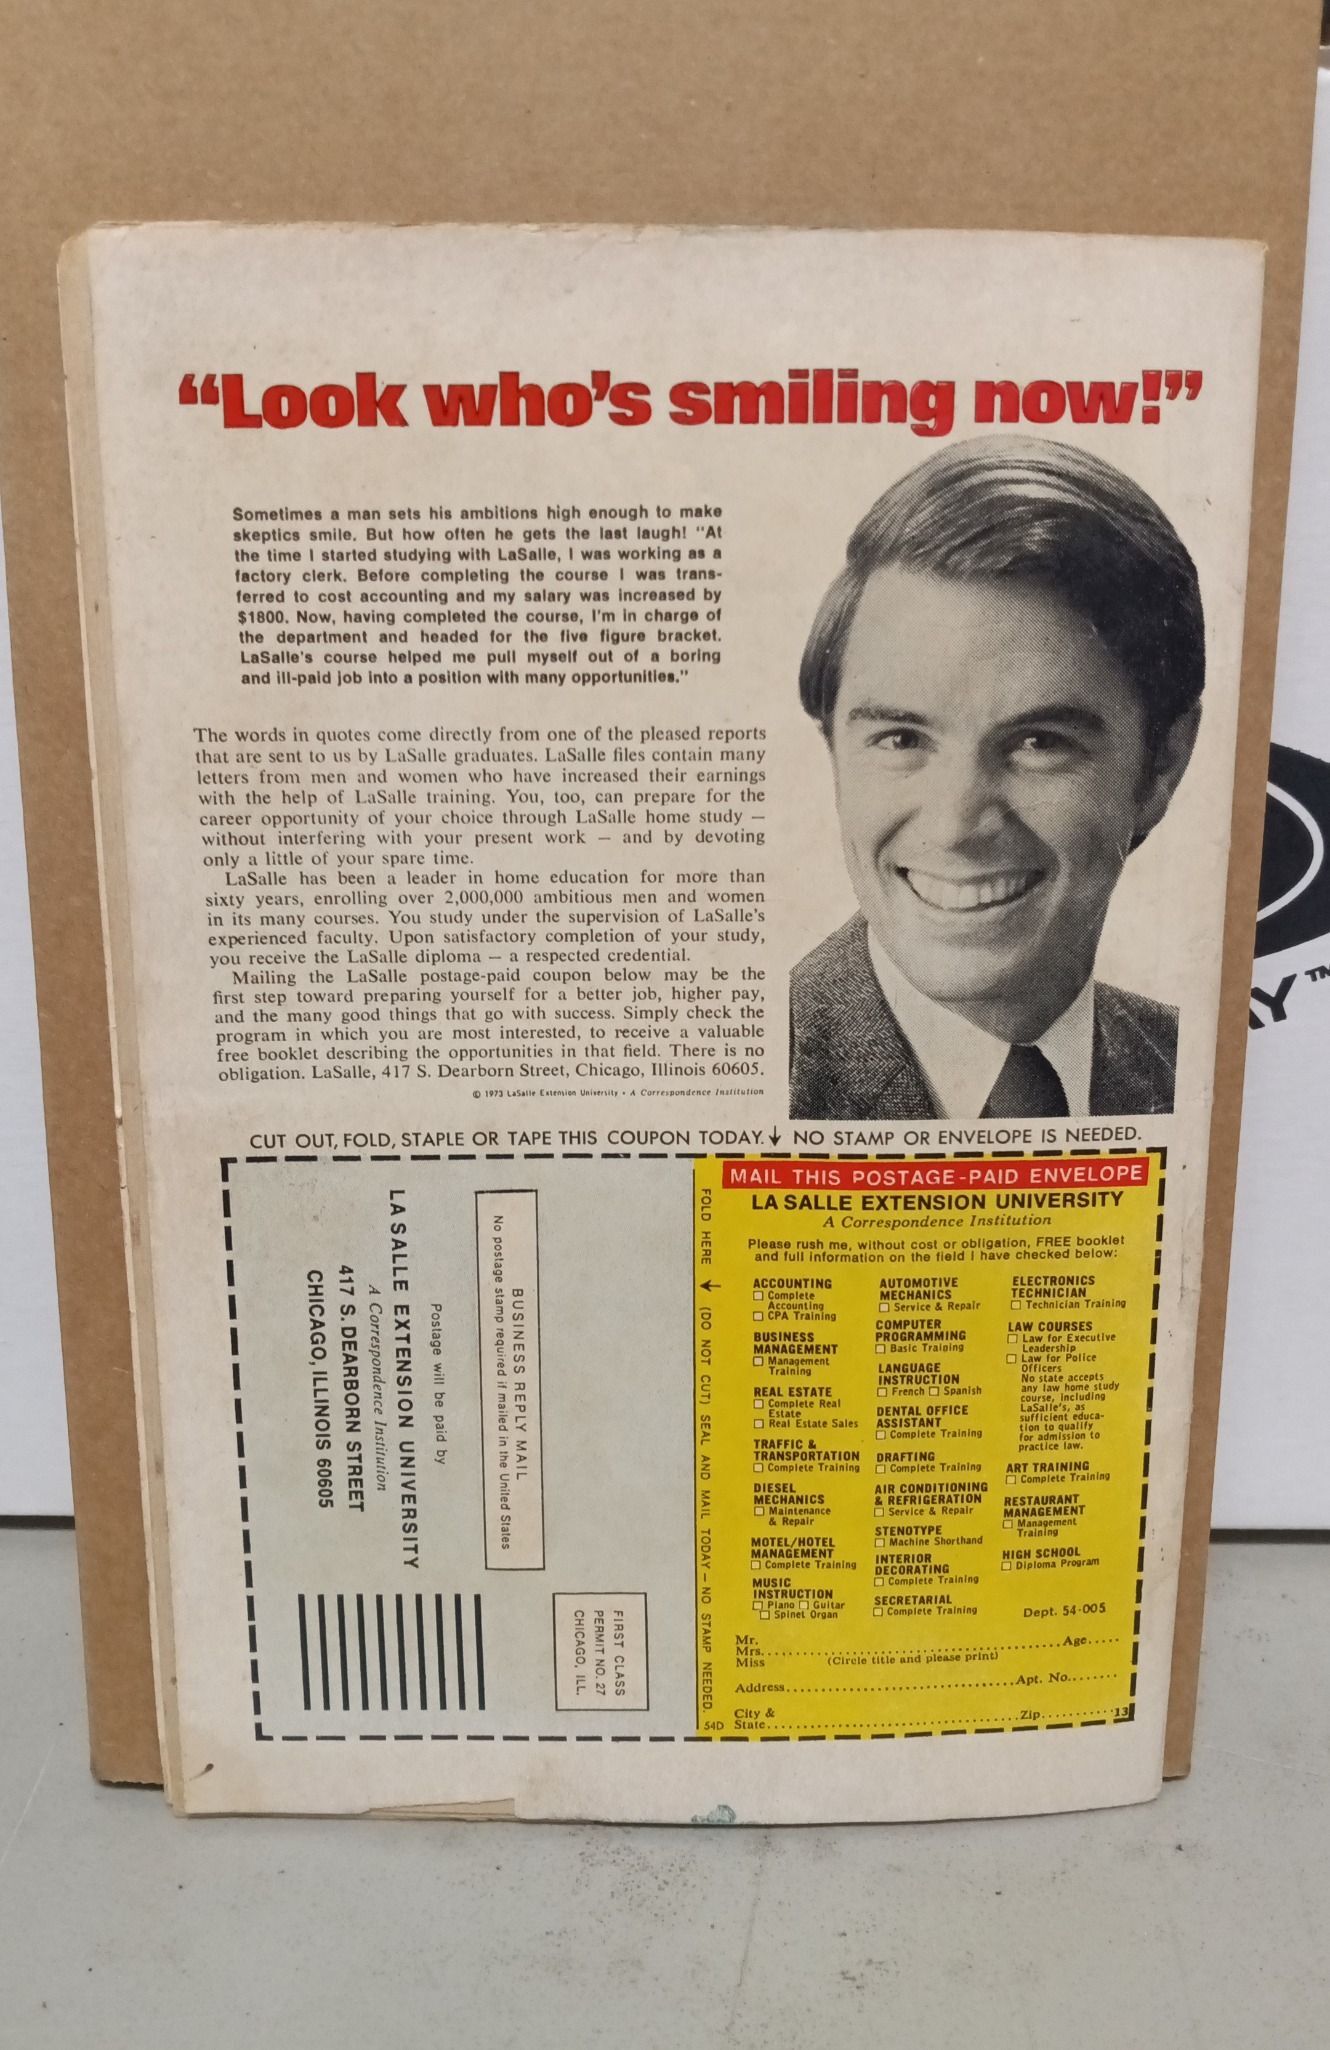 “Look who’s smiling now!”
Sometimes a man sets his ambitions high enough to make
skeptics smile. But how often he gets the last laugh! "At
the time I started studying with LaSalle, I was working as a
factory clerk. Before completing the course I was trans-
ferred to cost accounting and my salary was increased by
$1800. Now, having completed the course, I'm in charge of
the department and headed for the five figure bracket.
LaSalle's course helped me pull myself out of a boring
and ill-paid job into a position with many opportunities."
The words in quotes come directly from one of the pleased reports
that are sent to us by LaSalle graduates. LaSalle files contain many
letters from men and women who have increased their earnings
with the help of LaSalle training. You, too, can prepare for the
career opportunity of your choice through LaSalle home study —
without interfering with your present work — and by devoting
only a little of your spare time.
LaSalle has been a leader in home education for more than
sixty years, enrolling over 2,000,000 ambitious men and women
in its many courses. You study under the supervision of LaSalle's
experienced faculty. Upon satisfactory completion of your study,
you receive the LaSalle diploma — a respected credential.
Mailing the LaSalle postage-paid coupon below may be the
first step toward preparing yourself for a better job, higher pay,
and the many good things that go with success. Simply check the
program in which you are most interested, to receive a valuable
free booklet describing the opportunities in that field. There is no
obligation. LaSalle, 417 S. Dearborn Street, Chicago, Illinois 60605.
© 1973 LaSalle Extension University • A Correspondence Institution
CUT OUT, FOLD, STAPLE OR TAPE THIS COUPON TODAY. ↓ NO STAMP OR ENVELOPE IS NEEDED.
FIRST CLASS
PERMIT NO. 27
CHICAGO, ILL.
BUSINESS REPLY MAIL
No postage stamp required if mailed in the United States
Postage will be paid by
LA SALLE EXTENSION UNIVERSITY
A Correspondence Institution
417 S. DEARBORN STREET
CHICAGO, ILLINOIS 60605
FOLD HERE (DO NOT CUT) SEAL AND MAIL TODAY — NO STAMP NEEDED.
54D
MAIL THIS POSTAGE-PAID ENVELOPE
LA SALLE EXTENSION UNIVERSITY
A Correspondence Institution
Please rush me, without cost or obligation, FREE booklet
and full information on the field I have checked below:
ACCOUNTING
☐ Complete
Accounting
☐ CPA Training
BUSINESS
MANAGEMENT
☐ Management
Training
REAL ESTATE
☐ Complete Real
Estate
☐ Real Estate Sales
TRAFFIC &
TRANSPORTATION
☐ Complete Training
DIESEL
MECHANICS
☐ Maintenance
& Repair
MOTEL/HOTEL
MANAGEMENT
☐ Complete Training
MUSIC
INSTRUCTION
☐ Piano ☐ Guitar
☐ Spinet Organ
AUTOMOTIVE
MECHANICS
☐ Service & Repair
COMPUTER
PROGRAMMING
☐ Basic Training
LANGUAGE
INSTRUCTION
☐ French ☐ Spanish
DENTAL OFFICE
ASSISTANT
☐ Complete Training
DRAFTING
☐ Complete Training
AIR CONDITIONING
& REFRIGERATION
☐ Service & Repair
STENOTYPE
☐ Machine Shorthand
INTERIOR
DECORATING
☐ Complete Training
SECRETARIAL
☐ Complete Training
ELECTRONICS
TECHNICIAN
☐ Technician Training
LAW COURSES
☐ Law for Executive
Leadership
☐ Law for Police
Officers
No state accepts
any law home study
course, including
LaSalle's, as
sufficient educa-
tion to qualify
for admission to
practice law.
ART TRAINING
☐ Complete Training
RESTAURANT
MANAGEMENT
☐ Management
Training
HIGH SCHOOL
☐ Diploma Program
Dept. 54-005
Mr.
Mrs. Age
Miss (Circle title and please print)
Address Apt. No.
City &
State Zip 13